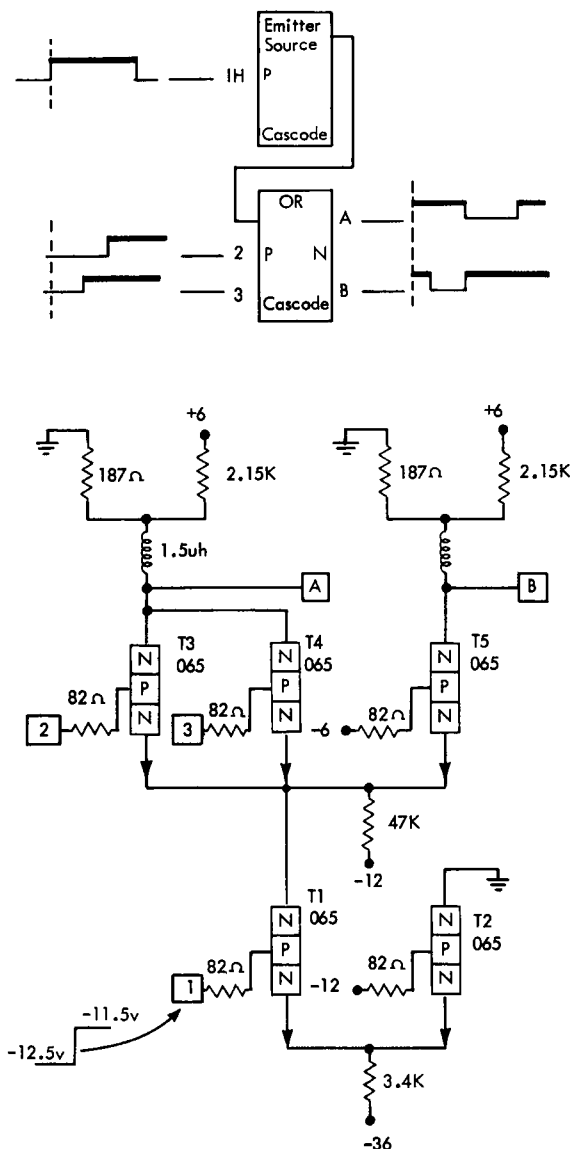 Emitter
Source
IH
P
Cascode
OR
A
2
P
N
3
Cascode
B
+6
187Ω
2.15K
+6
187Ω
2.15K
1.5uh
A
B
T3
065
N
P
N
T4
065
N
P
N
T5
065
N
P
N
82Ω
2
82Ω
3
-6
82Ω
47K
-12
T1
065
N
P
N
T2
065
N
P
N
82Ω
1
-12
82Ω
-11.5v
-12.5v
3.4K
-36